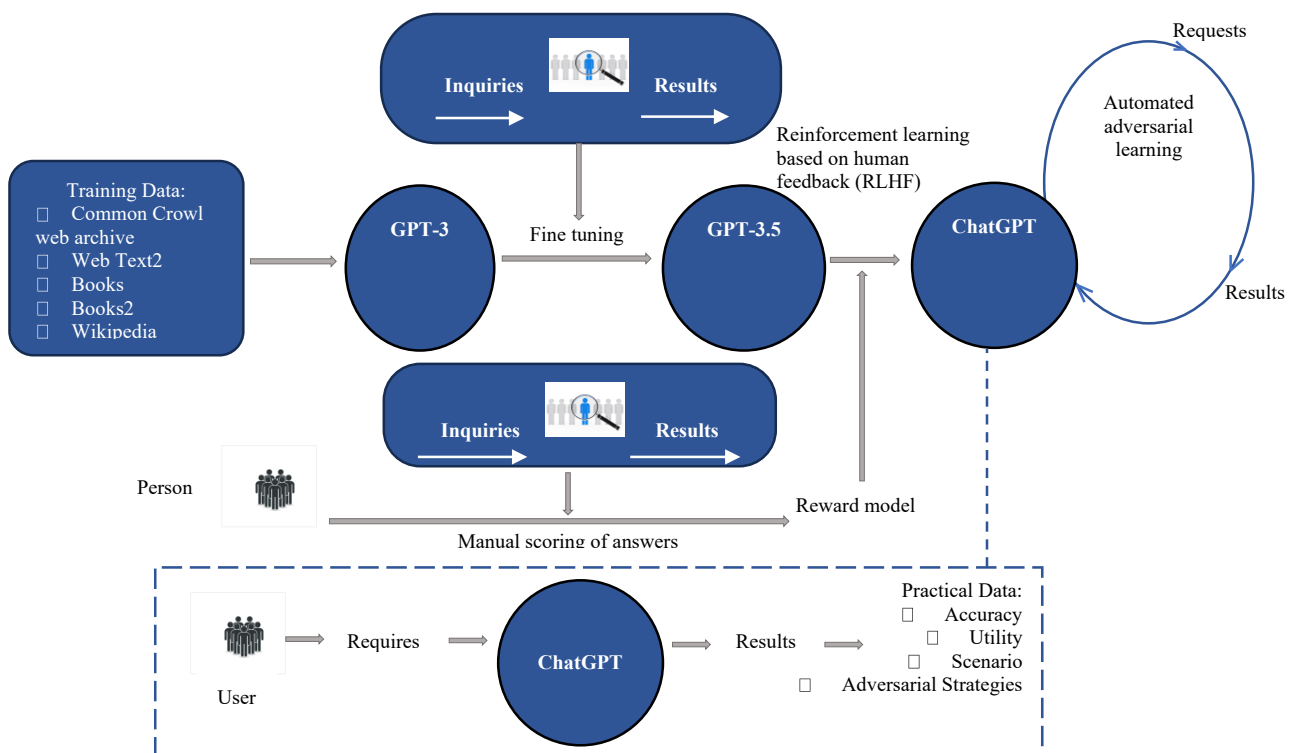 Requests
Inquiries
Results
Automated
adversarial
learning
Reinforcement learning
based on human
feedback (RLHF)
Training Data:
Common Crowl
web archive
Web Text2
Books
Books2
Wikipedia
GPT-3
Fine tuning
GPT-3.5
ChatGPT
Results
Inquiries
Results
Person
Reward model
Manual scoring of answers
User
Requires
ChatGPT
Results
Practical Data:
Accuracy
Utility
Scenario
Adversarial Strategies